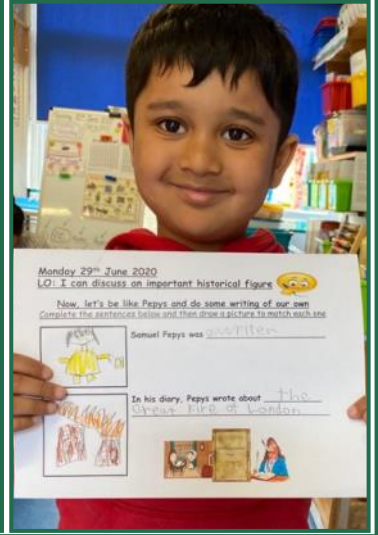 Monday 29th June 2020
LO: I can discuss an important historical figure
Now, let's be like Pepys and do some writing of our own
Complete the sentences below and then draw a picture to match each one
Samuel Pepys was a writen
In his diary, Pepys wrote about the
Great Fire of London